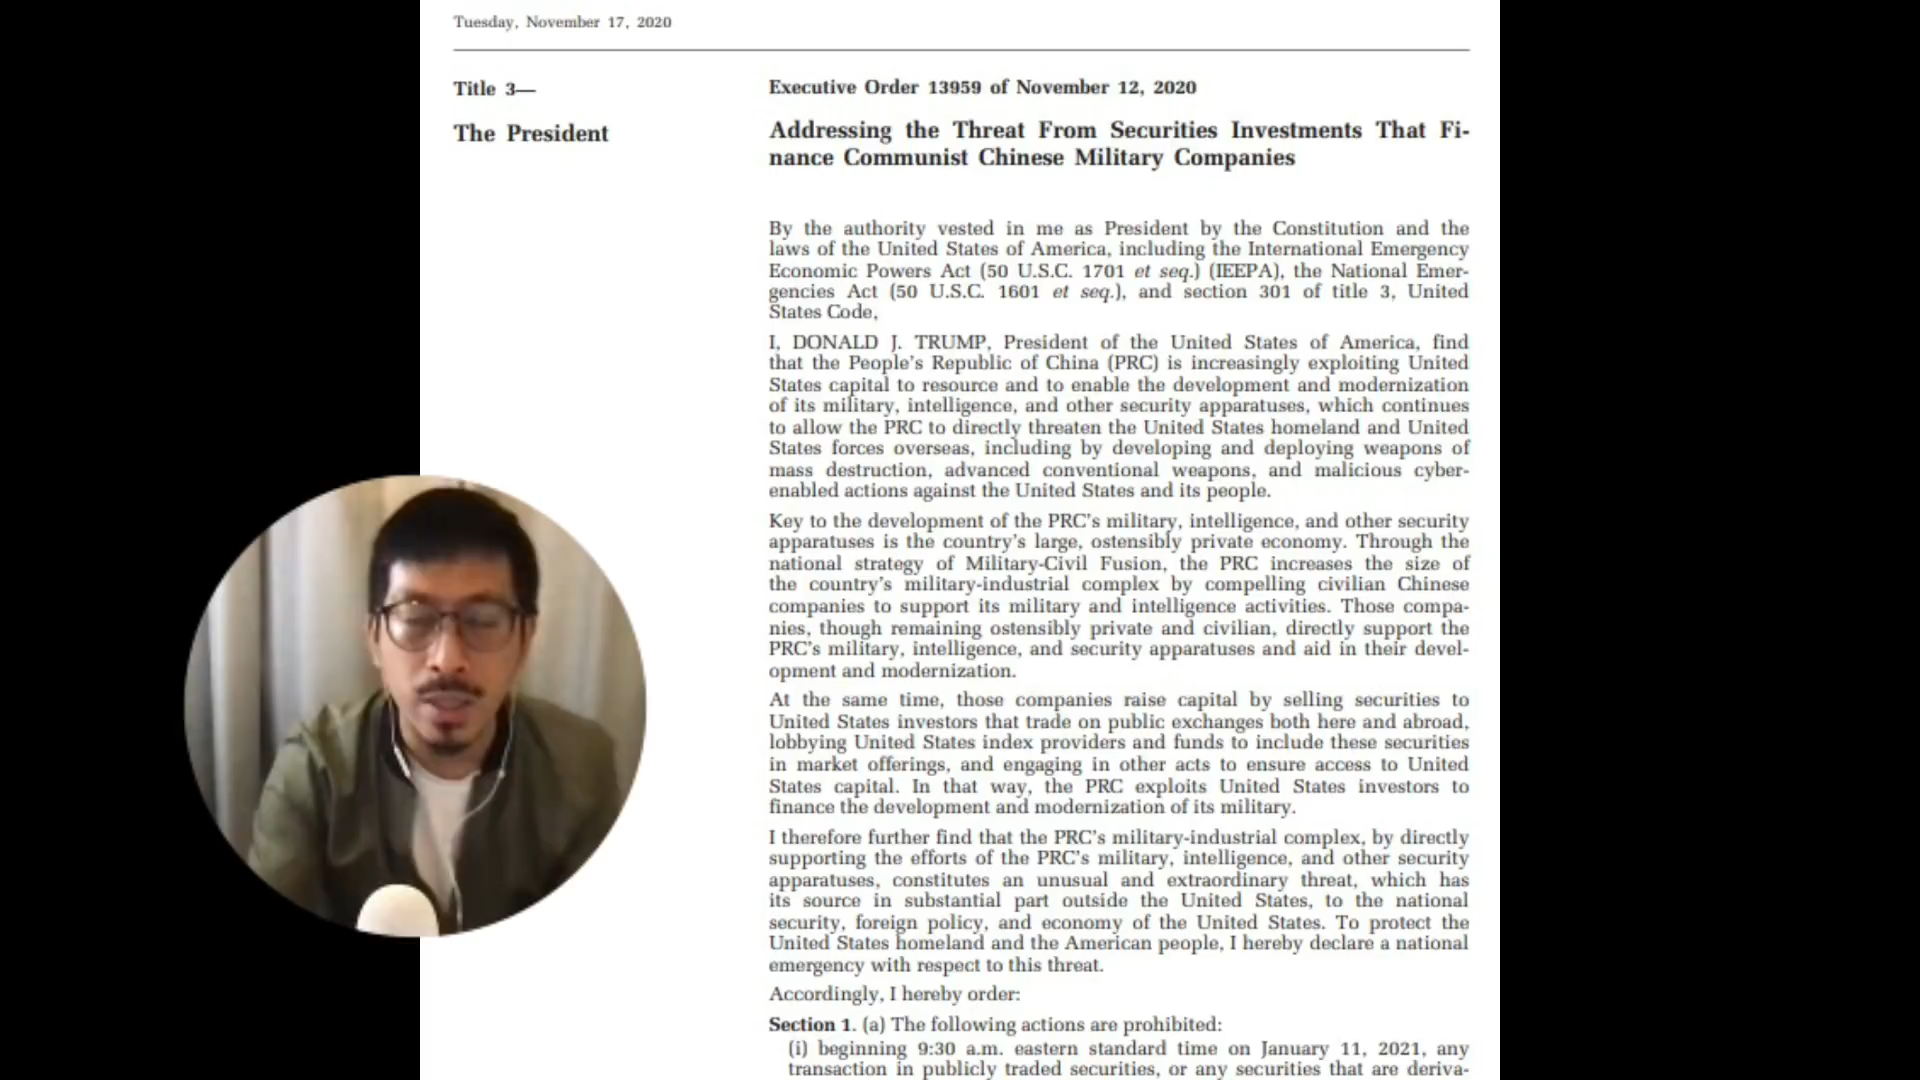 Tuesday, November 17, 2020
Title 3—
The President
Executive Order 13959 of November 12, 2020
Addressing the Threat From Securities Investments That Fi-
nance Communist Chinese Military Companies
By the authority vested in me as President by the Constitution and the
laws of the United States of America, including the International Emergency
Economic Powers Act (50 U.S.C. 1701 et seq.) (IEEPA), the National Emer-
gencies Act (50 U.S.C. 1601 et seq.), and section 301 of title 3, United
States Code,
I, DONALD J. TRUMP, President of the United States of America, find
that the People's Republic of China (PRC) is increasingly exploiting United
States capital to resource and to enable the development and modernization
of its military, intelligence, and other security apparatuses, which continues
to allow the PRC to directly threaten the United States homeland and United
States forces overseas, including by developing and deploying weapons of
mass destruction, advanced conventional weapons, and malicious cyber-
enabled actions against the United States and its people.
Key to the development of the PRC's military, intelligence, and other security
apparatuses is the country's large, ostensibly private economy. Through the
national strategy of Military-Civil Fusion, the PRC increases the size of
the country's military-industrial complex by compelling civilian Chinese
companies to support its military and intelligence activities. Those compa-
nies, though remaining ostensibly private and civilian, directly support the
PRC's military, intelligence, and security apparatuses and aid in their devel-
opment and modernization.
At the same time, those companies raise capital by selling securities to
United States investors that trade on public exchanges both here and abroad,
lobbying United States index providers and funds to include these securities
in market offerings, and engaging in other acts to ensure access to United
States capital. In that way, the PRC exploits United States investors to
finance the development and modernization of its military.
I therefore further find that the PRC's military-industrial complex, by directly
supporting the efforts of the PRC's military, intelligence, and other security
apparatuses, constitutes an unusual and extraordinary threat, which has
its source in substantial part outside the United States, to the national
security, foreign policy, and economy of the United States. To protect the
United States homeland and the American people, I hereby declare a national
emergency with respect to this threat.
Accordingly, I hereby order:
Section 1. (a) The following actions are prohibited:
(i) beginning 9:30 a.m. eastern standard time on January 11, 2021, any
transaction in publicly traded securities, or any securities that are deriva-